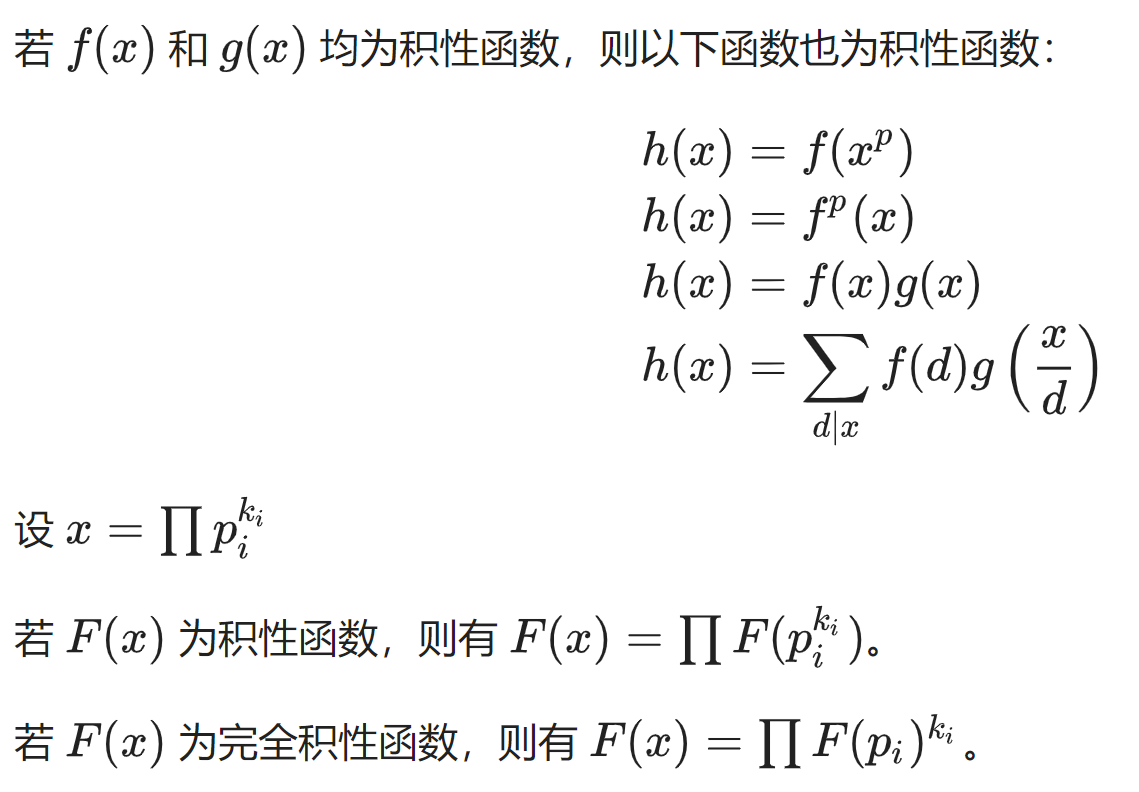 若 $f(x)$ 和 $g(x)$ 均为积性函数，则以下函数也为积性函数：
$h(x) = f(x^p)$
$h(x) = f^p(x)$
$h(x) = f(x)g(x)$
$h(x) = \sum_{d|x} f(d)g\left(\frac{x}{d}\right)$
设 $x = \prod p_i^{k_i}$
若 $F(x)$ 为积性函数，则有 $F(x) = \prod F(p_i^{k_i})$。
若 $F(x)$ 为完全积性函数，则有 $F(x) = \prod F(p_i)^{k_i}$。